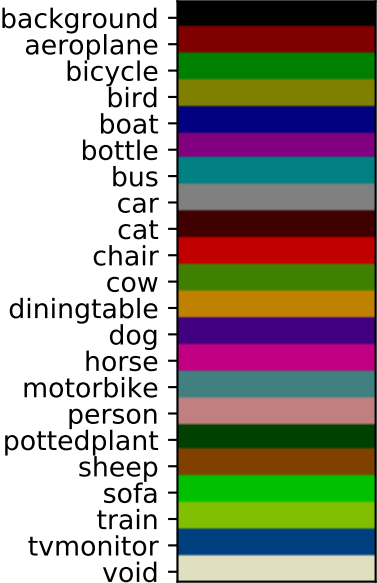 background
aeroplane
bicycle
bird
boat
bottle
bus
car
cat
chair
cow
diningtable
dog
horse
motorbike
person
pottedplant
sheep
sofa
train
tvmonitor
void